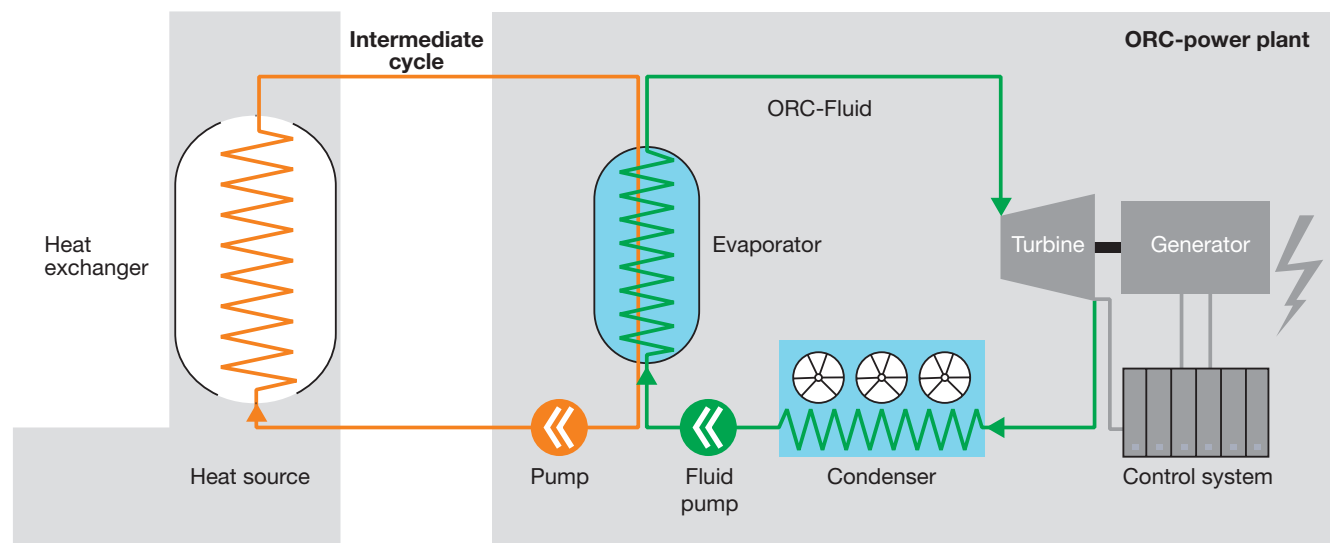 Intermediate
cycle
ORC-power plant
ORC-Fluid
Heat
exchanger
Evaporator
Turbine
Generator
Heat source
Pump
Fluid
pump
Condenser
Control system